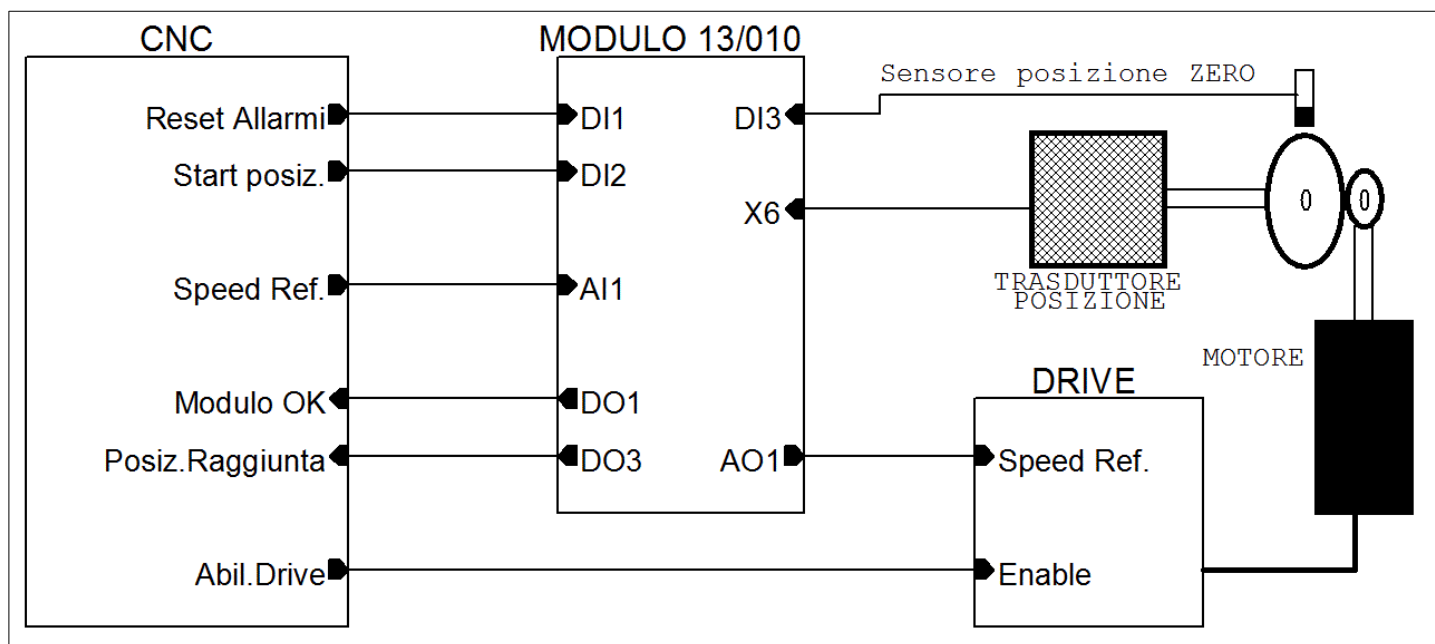 CNC
Reset Allarmi
Start posiz.
Speed Ref.
Modulo OK
Posiz.Raggiunta
Abil.Drive
MODULO 13/010
DI1
DI2
AI1
DO1
DO3
DI3
X6
AO1
Sensore posizione ZERO
TRASDUTTORE
POSIZIONE
0
0
MOTORE
DRIVE
Speed Ref.
Enable